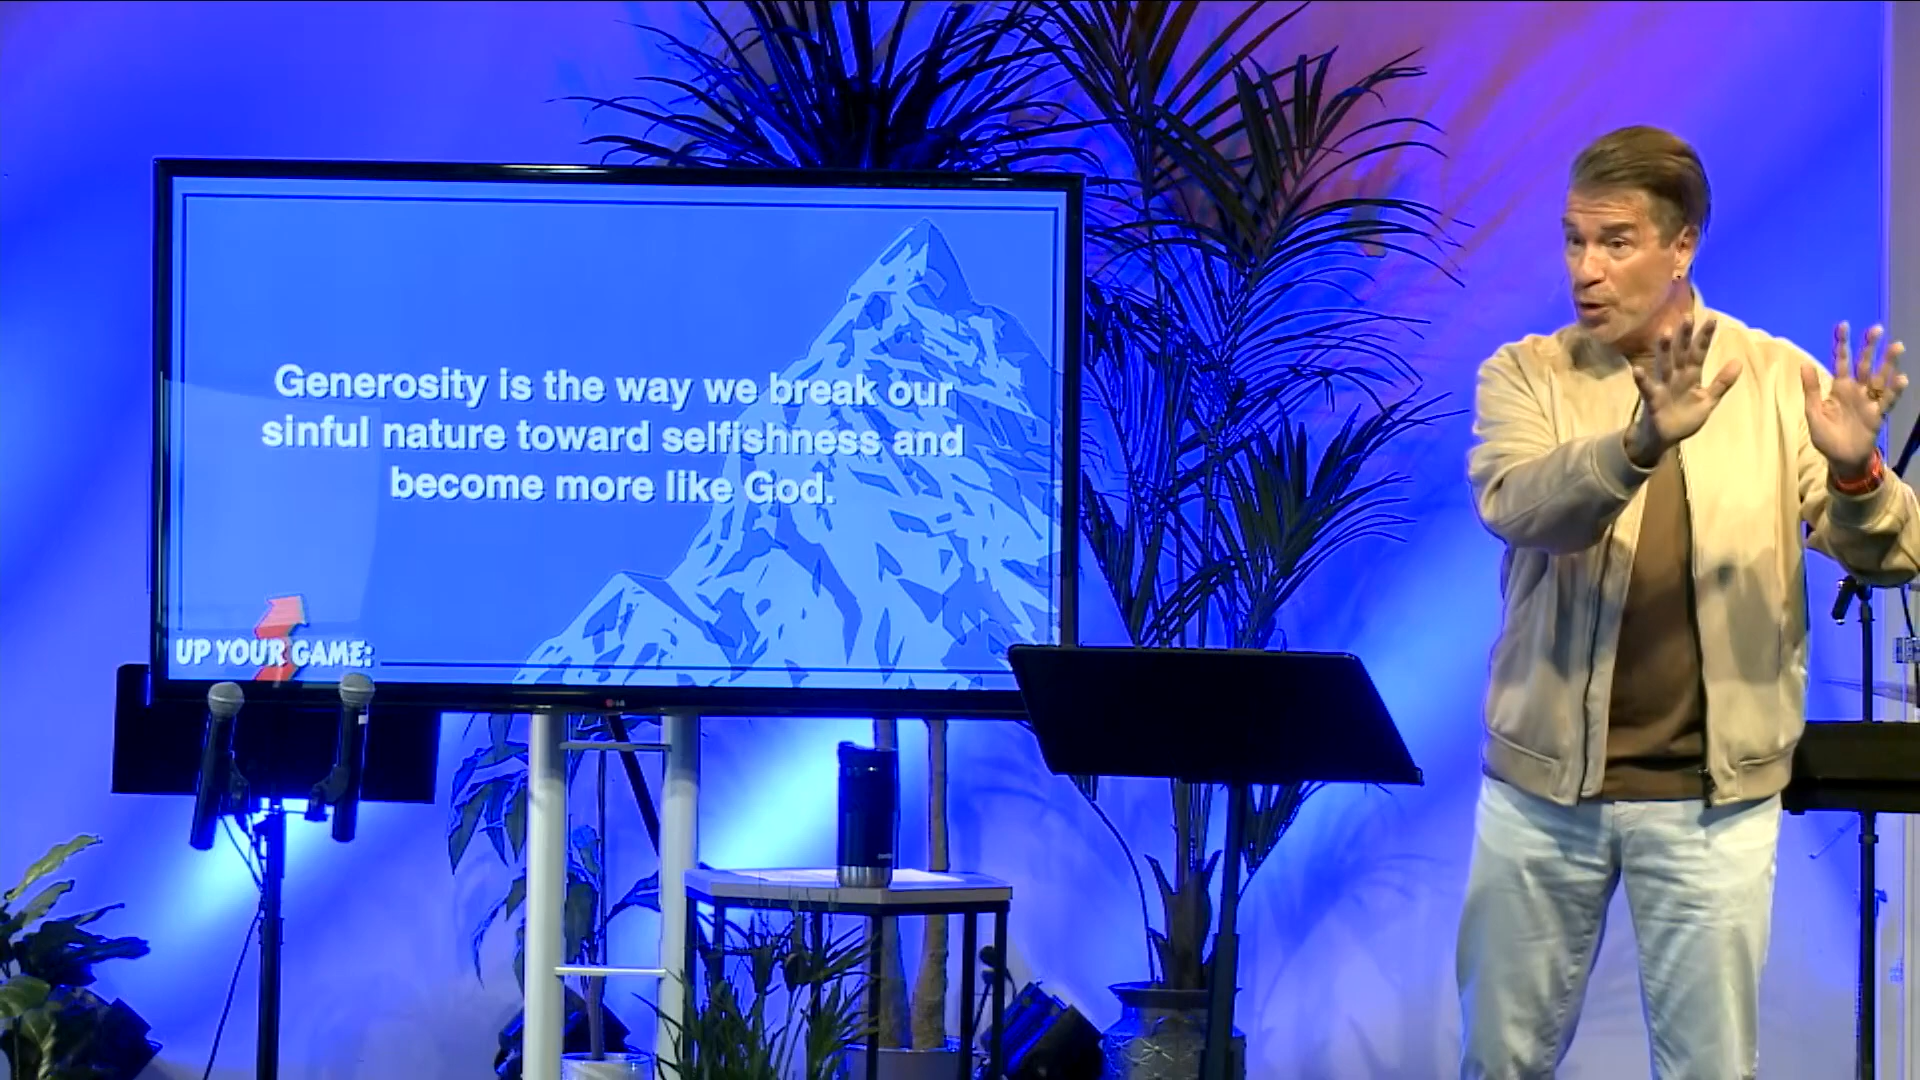 Generosity is the way we break our
sinful nature toward selfishness and
become more like God.
UP YOUR GAME:
LG